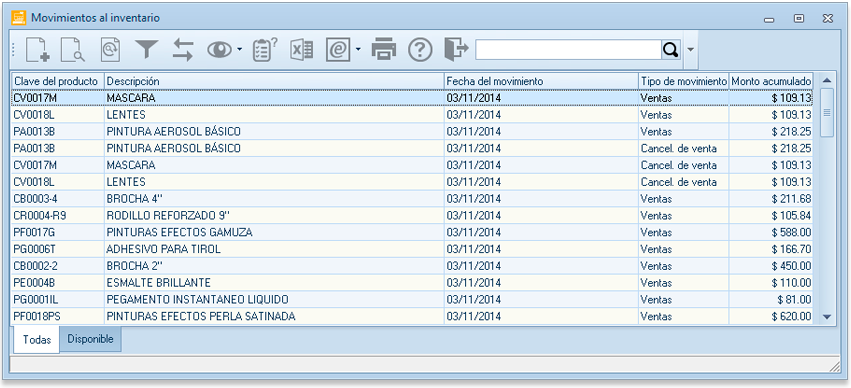 Movimientos al inventario
Clave del producto Descripción Fecha del movimiento Tipo de movimiento Monto acumulado
CV0017M MASCARA 03/11/2014 Ventas $ 109.13
CV0018L LENTES 03/11/2014 Ventas $ 109.13
PA0013B PINTURA AEROSOL BÁSICO 03/11/2014 Ventas $ 218.25
PA0013B PINTURA AEROSOL BÁSICO 03/11/2014 Cancel. de venta $ 218.25
CV0017M MASCARA 03/11/2014 Cancel. de venta $ 109.13
CV0018L LENTES 03/11/2014 Cancel. de venta $ 109.13
CB0003-4 BROCHA 4" 03/11/2014 Ventas $ 211.68
CR0004-R9 RODILLO REFORZADO 9" 03/11/2014 Ventas $ 105.84
PF0017G PINTURAS EFECTOS GAMUZA 03/11/2014 Ventas $ 588.00
PG0006T ADHESIVO PARA TIROL 03/11/2014 Ventas $ 166.70
CB0002-2 BROCHA 2" 03/11/2014 Ventas $ 450.00
PE0004B ESMALTE BRILLANTE 03/11/2014 Ventas $ 110.00
PG0001IL PEGAMENTO INSTANTANEO LIQUIDO 03/11/2014 Ventas $ 81.00
PF0018PS PINTURAS EFECTOS PERLA SATINADA 03/11/2014 Ventas $ 620.00
Todas Disponible